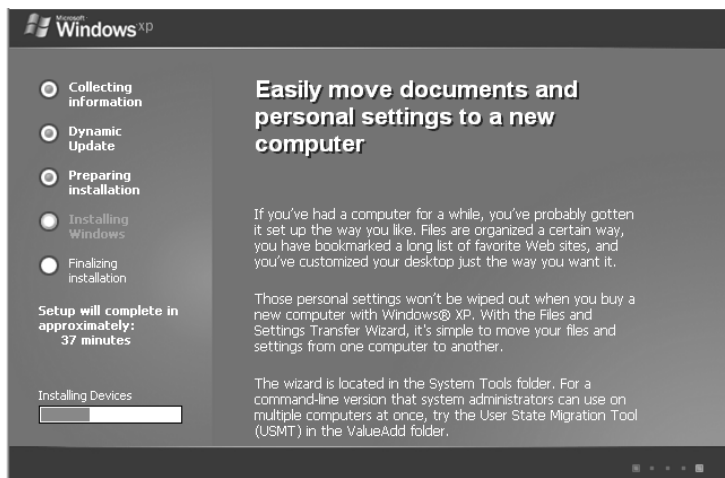 Microsoft
Windows xp
Collecting
information
Dynamic
Update
Preparing
installation
Installing
Windows
Finalizing
installation
Setup will complete in
approximately:
37 minutes
Installing Devices
Easily move documents and
personal settings to a new
computer
If you've had a computer for a while, you've probably gotten
it set up the way you like. Files are organized a certain way,
you have bookmarked a long list of favorite Web sites, and
you've customized your desktop just the way you want it.
Those personal settings won't be wiped out when you buy a
new computer with Windows® XP. With the Files and
Settings Transfer Wizard, it's simple to move your files and
settings from one computer to another.
The wizard is located in the System Tools folder. For a
command-line version that system administrators can use on
multiple computers at once, try the User State Migration Tool
(USMT) in the ValueAdd folder.